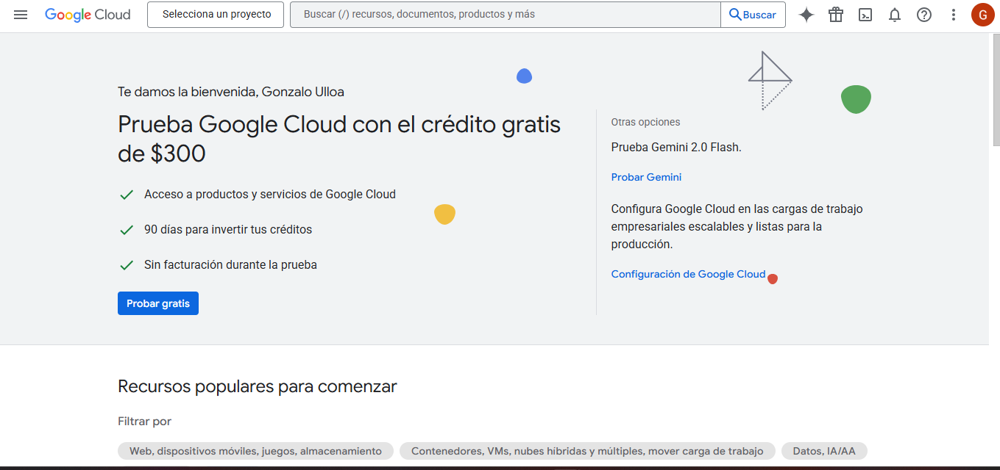 Google Cloud
Selecciona un proyecto
Buscar (/) recursos, documentos, productos y más
Buscar
G
Te damos la bienvenida, Gonzalo Ulloa
Prueba Google Cloud con el crédito gratis
de $300
Acceso a productos y servicios de Google Cloud
90 días para invertir tus créditos
Sin facturación durante la prueba
Probar gratis
Otras opciones
Prueba Gemini 2.0 Flash.
Probar Gemini
Configura Google Cloud en las cargas de trabajo
empresariales escalables y listas para la
producción.
Configuración de Google Cloud
Recursos populares para comenzar
Filtrar por
Web, dispositivos móviles, juegos, almacenamiento
Contenedores, VMs, nubes híbridas y múltiples, mover carga de trabajo
Datos, IA/AA